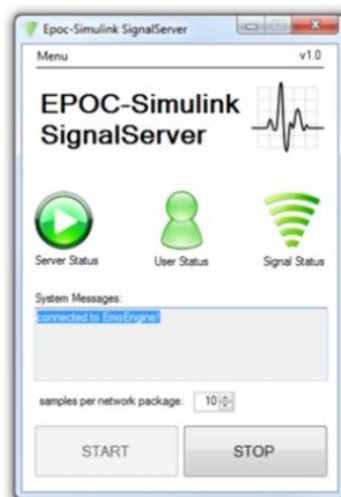 Epoc-Simulink SignalServer
Menu v1.0
EPOC-Simulink
SignalServer
Server Status User Status Signal Status
System Messages:
connected to EmoEngine!
samples per network package: 10
START STOP